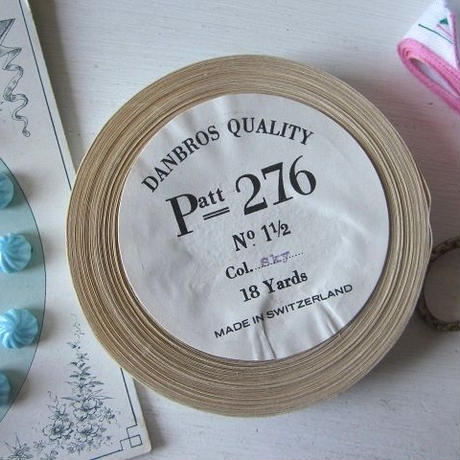 DANBROS QUALITY
Patt 276
No 1½
Col. Sky
18 Yards
MADE IN SWITZERLAND